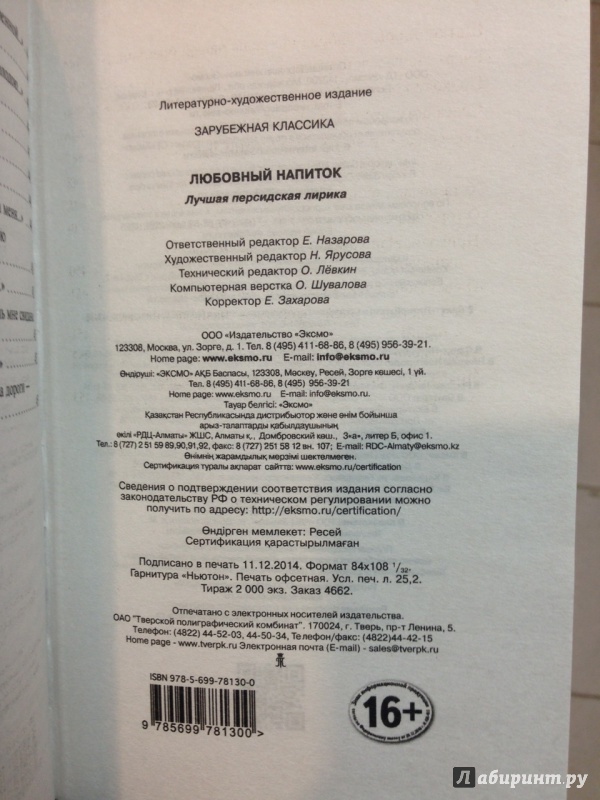 Литературно-художественное издание
ЗАРУБЕЖНАЯ КЛАССИКА
ЛЮБОВНЫЙ НАПИТОК
Лучшая персидская лирика
Ответственный редактор Е. Назарова
Художественный редактор Н. Ярусова
Технический редактор О. Лёвкин
Компьютерная верстка О. Шувалова
Корректор Е. Захарова
ООО «Издательство «Эксмо»
123308, Москва, ул. Зорге, д. 1. Тел. 8 (495) 411-68-86, 8 (495) 956-39-21.
Home page: www.eksmo.ru E-mail: info@eksmo.ru
Өндіруші: «ЭКСМО» АҚБ Баспасы, 123308, Мәскеу, Ресей, Зорге көшесі, 1 үй.
Тел. 8 (495) 411-68-86, 8 (495) 956-39-21
Home page: www.eksmo.ru E-mail: info@eksmo.ru.
Тауар белгісі: «Эксмо»
Қазақстан Республикасында дистрибьютор және өнім бойынша
арыз-талаптарды қабылдаушының
өкілі «РДЦ-Алматы» ЖШС, Алматы қ., Домбровский көш., 3«а», литер Б, офис 1.
Тел.: 8 (727) 2 51 59 89,90,91,92, факс: 8 (727) 251 58 12 вн. 107; E-mail: RDC-Almaty@eksmo.kz
Өнімнің жарамдылық мерзімі шектелмеген.
Сертификация туралы ақпарат сайтта: www.eksmo.ru/certification
Сведения о подтверждении соответствия издания согласно
законодательству РФ о техническом регулировании можно
получить по адресу: http://eksmo.ru/certification/
Өндірген мемлекет: Ресей
Сертификация қарастырылмаған
Подписано в печать 11.12.2014. Формат 84x108 1/32.
Гарнитура «Ньютон». Печать офсетная. Усл. печ. л. 25,2.
Тираж 2 000 экз. Заказ 4662.
Отпечатано с электронных носителей издательства.
ОАО "Тверской полиграфический комбинат". 170024, г. Тверь, пр-т Ленина, 5.
Телефон: (4822) 44-52-03, 44-50-34, Телефон/факс: (4822)44-42-15
Home page - www.tverpk.ru Электронная почта (E-mail) - sales@tverpk.ru
ISBN 978-5-699-78130-0
9 785699 781300>
16+
Лабиринт.ру